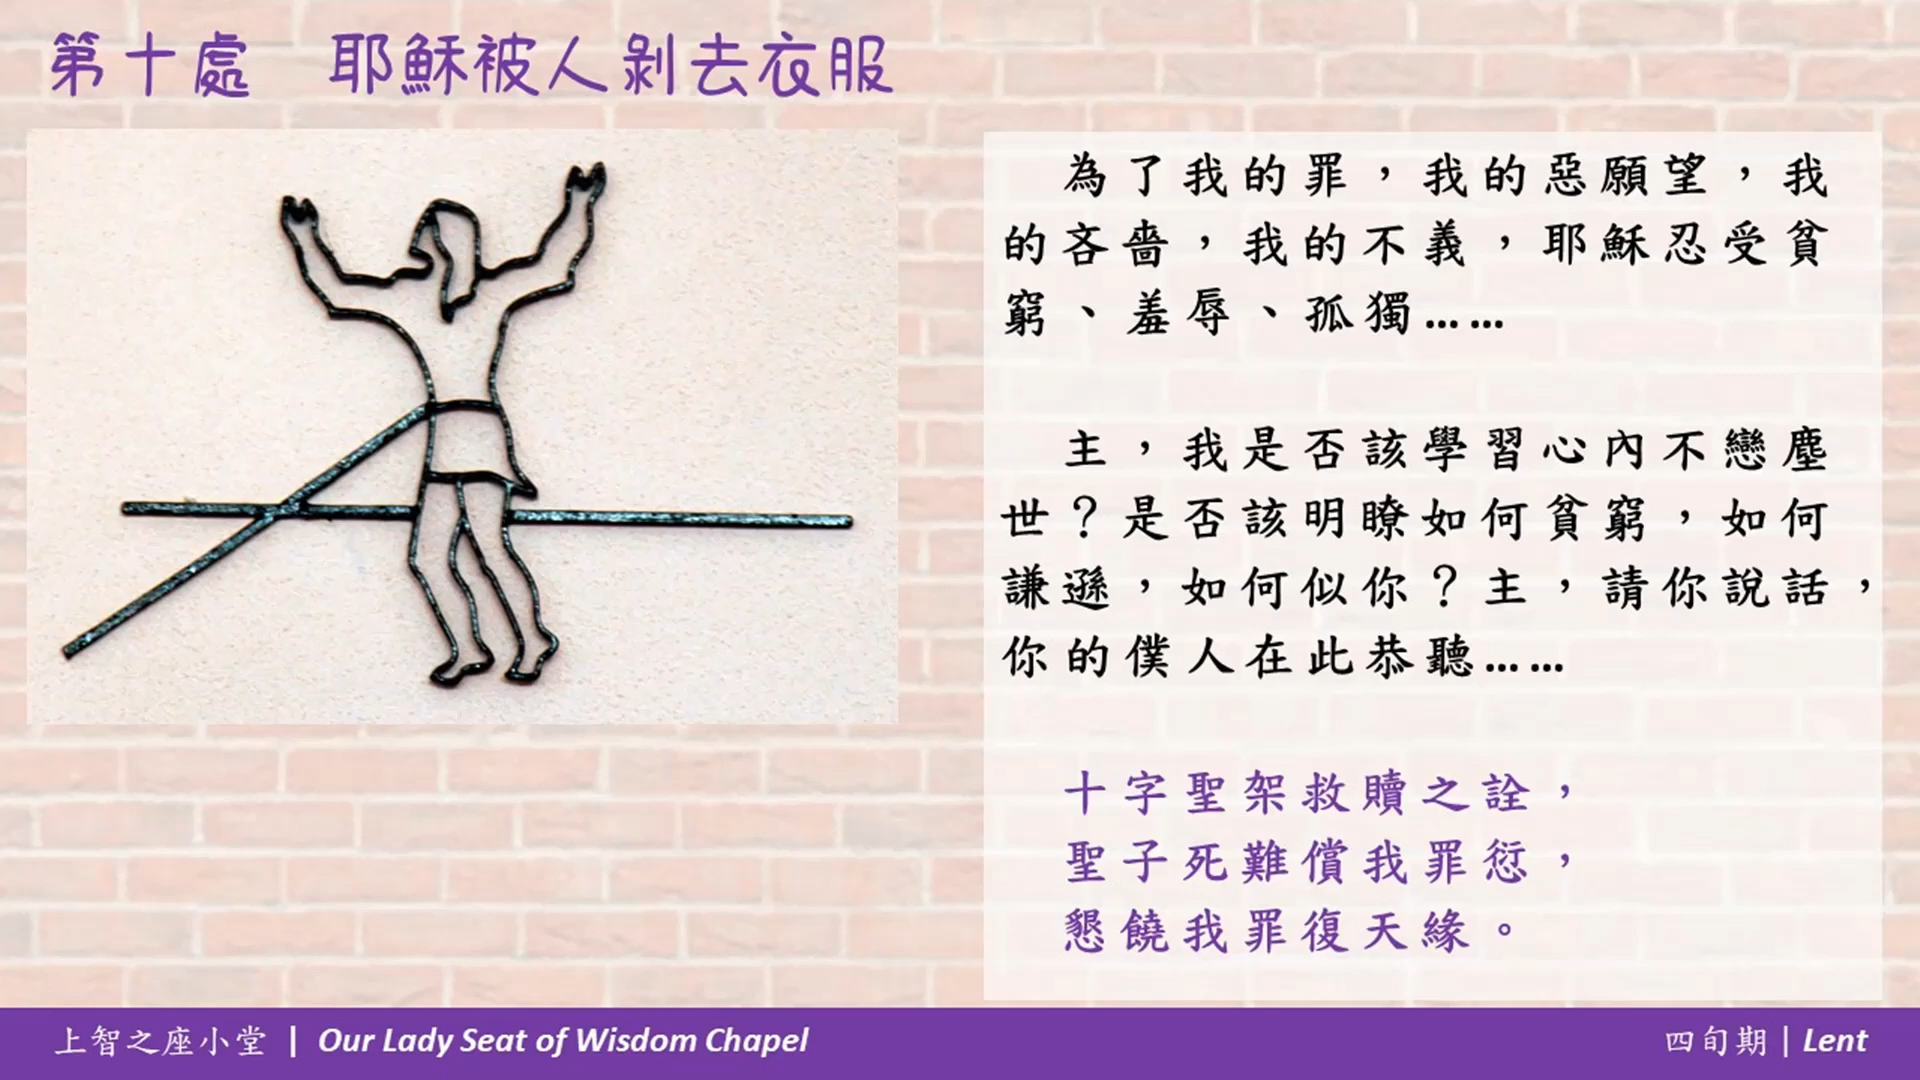 第十處　耶穌被人剝去衣服
為了我的罪，我的惡願望，我
的吝嗇，我的不義，耶穌忍受貧
窮、羞辱、孤獨……
主，我是否該學習心內不戀塵
世？是否該明瞭如何貧窮，如何
謙遜，如何似你？主，請你說話，
你的僕人在此恭聽……
十字聖架救贖之詮，
聖子死難償我罪愆，
懇饒我罪復天緣。
上智之座小堂 | Our Lady Seat of Wisdom Chapel
四旬期 | Lent